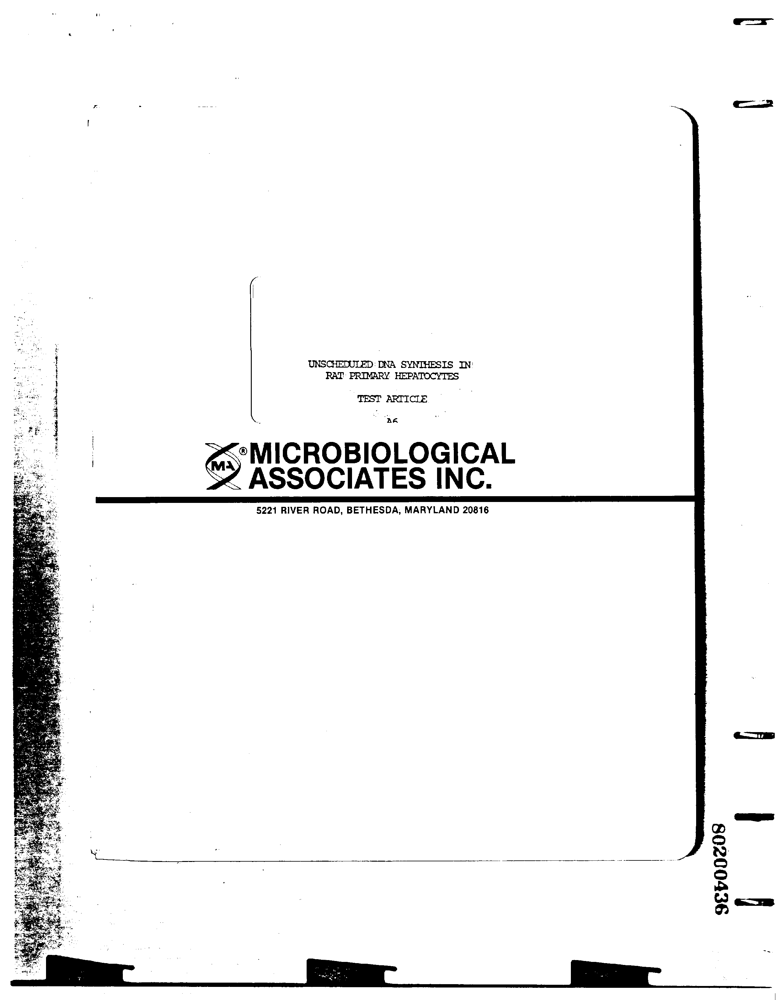 UNSCHEDULED DNA SYNTHESIS IN
RAT PRIMARY HEPATOCYTES
TEST ARTICLE
MA ® MICROBIOLOGICAL
ASSOCIATES INC.
5221 RIVER ROAD, BETHESDA, MARYLAND 20816
80200436